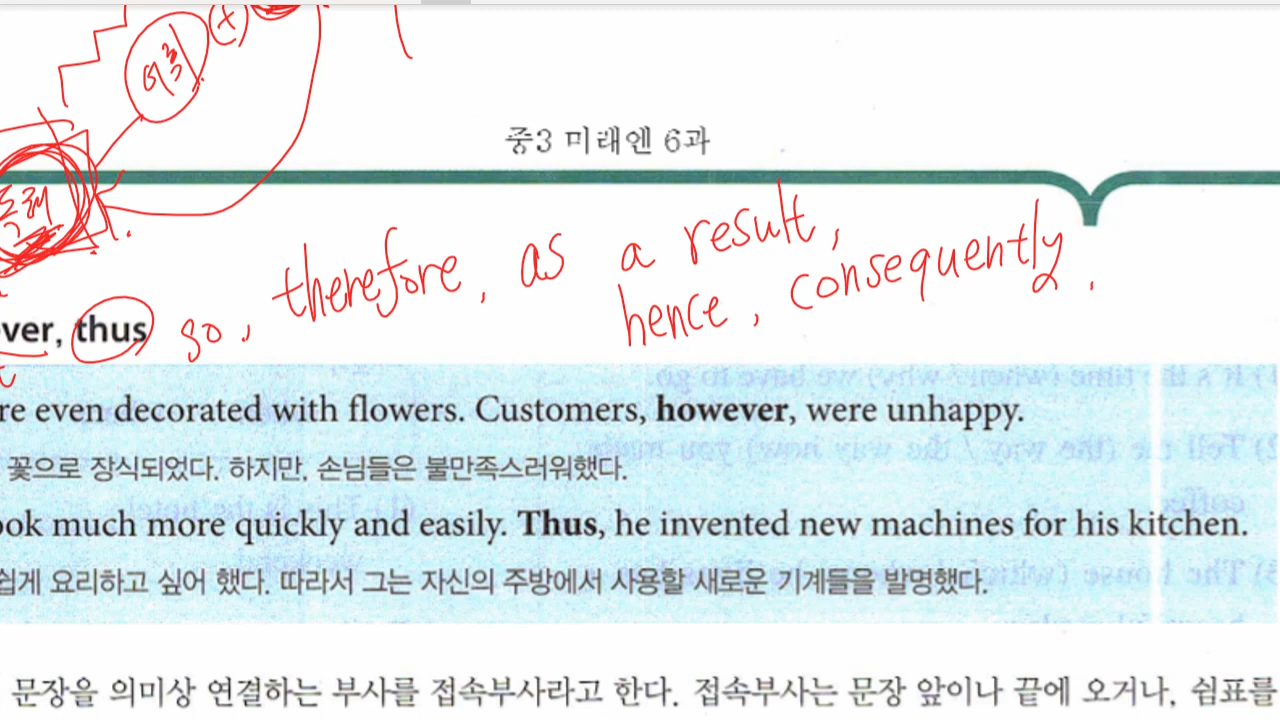 어휘 +
중3 미래엔 6과
독해
therefore, as a result,
ever, thus so, hence, consequently,
re even decorated with flowers. Customers, however, were unhappy.
꽃으로 장식되었다. 하지만, 손님들은 불만족스러워했다.
ook much more quickly and easily. Thus, he invented new machines for his kitchen.
쉽게 요리하고 싶어 했다. 따라서 그는 자신의 주방에서 사용할 새로운 기계들을 발명했다.
문장을 의미상 연결하는 부사를 접속부사라고 한다. 접속부사는 문장 앞이나 끝에 오거나, 쉼표를